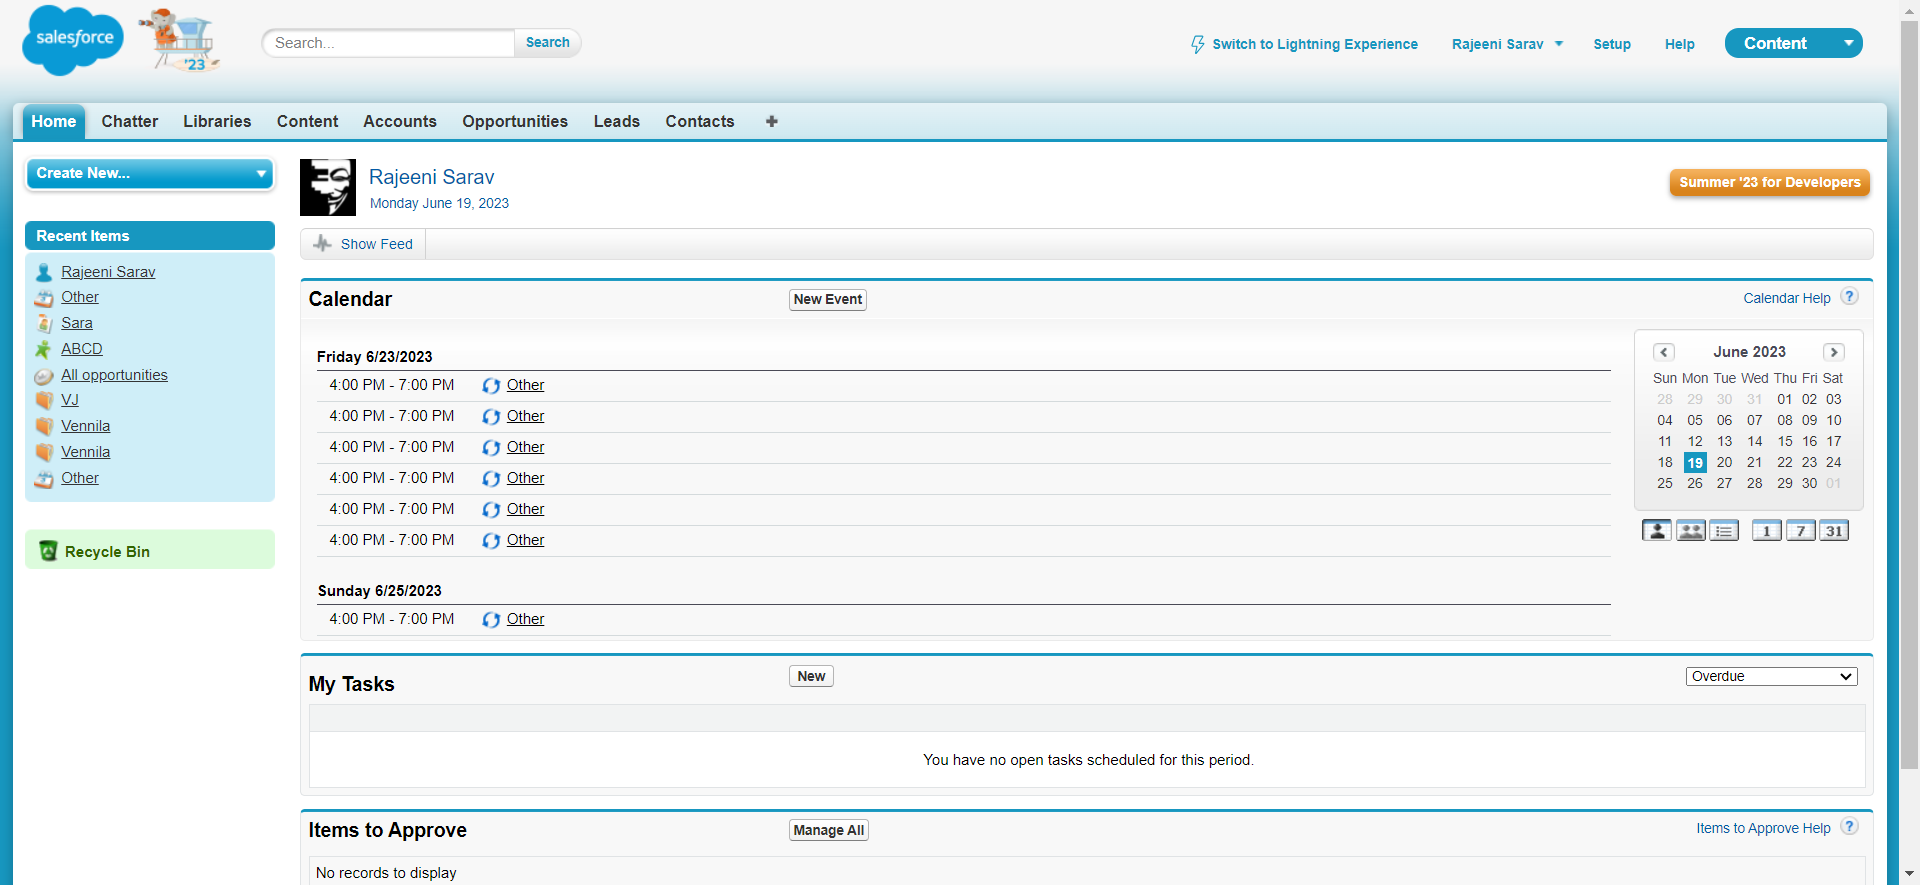 salesforce
'23
Search...
Search
Switch to Lightning Experience
Rajeeni Sarav
Setup
Help
Content
Home
Chatter
Libraries
Content
Accounts
Opportunities
Leads
Contacts
Create New...
Recent Items
Rajeeni Sarav
Other
Sara
ABCD
All opportunities
VJ
Vennila
Vennila
Other
Recycle Bin
Rajeeni Sarav
Monday June 19, 2023
Summer '23 for Developers
Show Feed
Calendar
New Event
Calendar Help ?
Friday 6/23/2023
4:00 PM - 7:00 PM Other
4:00 PM - 7:00 PM Other
4:00 PM - 7:00 PM Other
4:00 PM - 7:00 PM Other
4:00 PM - 7:00 PM Other
4:00 PM - 7:00 PM Other
Sunday 6/25/2023
4:00 PM - 7:00 PM Other
June 2023
Sun Mon Tue Wed Thu Fri Sat
28 29 30 31 01 02 03
04 05 06 07 08 09 10
11 12 13 14 15 16 17
18 19 20 21 22 23 24
25 26 27 28 29 30 01
1 7 31
My Tasks
New
Overdue
You have no open tasks scheduled for this period.
Items to Approve
Manage All
Items to Approve Help ?
No records to display